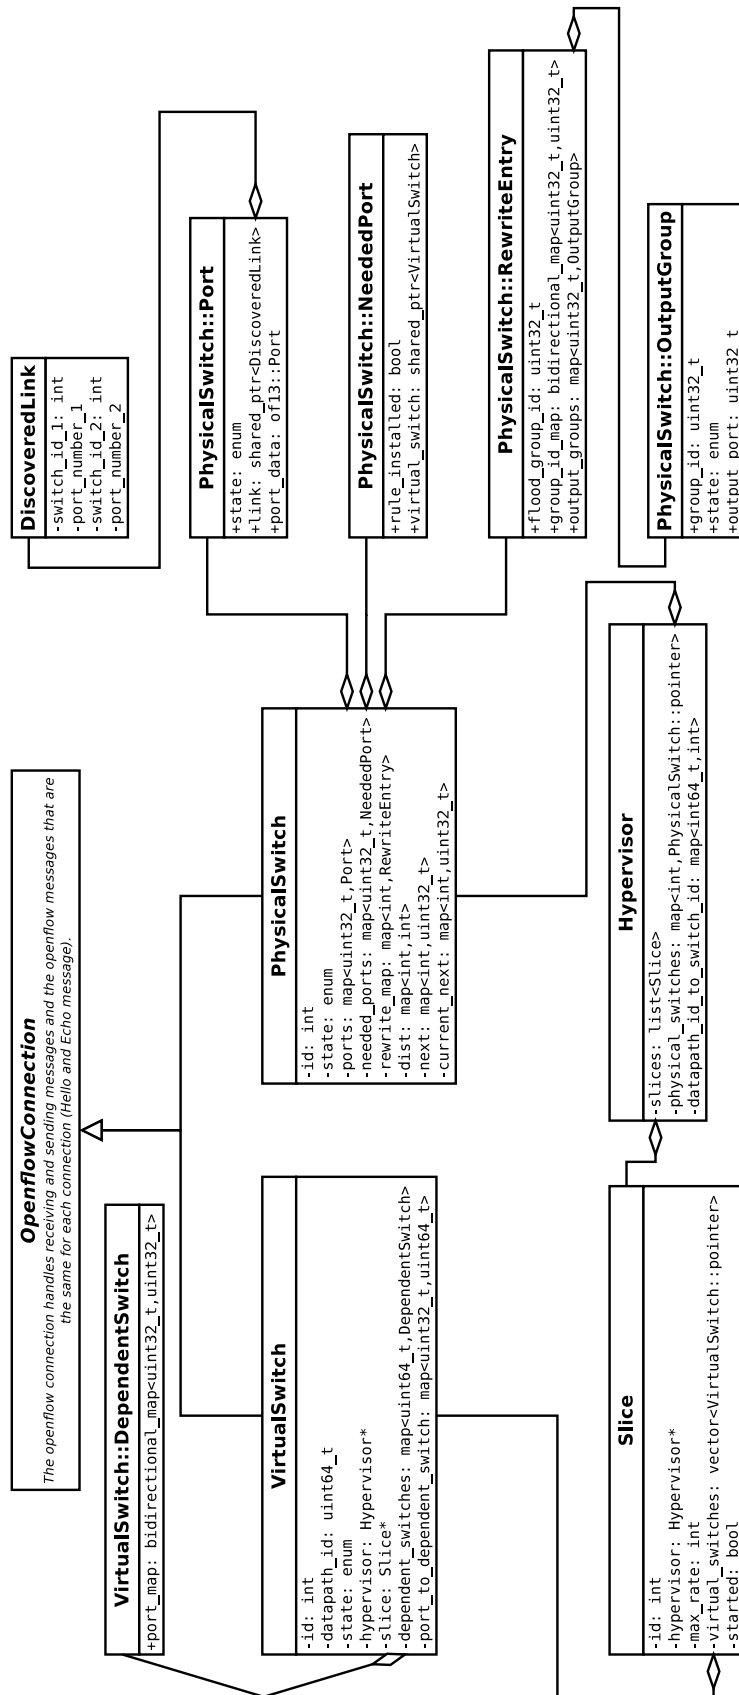 OpenflowConnection
The openflow connection handles receiving and sending messages and the openflow messages that are
the same for each connection (Hello and Echo message).
DiscoveredLink
-switch_id_1: int
-port_number_1
-switch_id_2: int
-port_number_2
VirtualSwitch::DependentSwitch
+port_map: bidirectional_map<uint32_t,uint32_t>
PhysicalSwitch::Port
+state: enum
+link: shared_ptr<DiscoveredLink>
+port_data: of13::Port
VirtualSwitch
-id: int
-datapath_id: uint64_t
-state: enum
-hypervisor: Hypervisor*
-slice: Slice*
-dependent_switches: map<uint64_t,DependentSwitch>
-port_to_dependent_switch: map<uint32_t,uint64_t>
PhysicalSwitch
-id: int
-state: enum
-ports: map<uint32_t,Port>
-needed_ports: map<uint32_t,NeededPort>
-rewrite_map: map<int,RewriteEntry>
-dist: map<int,int>
-next: map<int,uint32_t>
-current_next: map<int,uint32_t>
PhysicalSwitch::NeededPort
+rule_installed: bool
+virtual_switch: shared_ptr<VirtualSwitch>
PhysicalSwitch::RewriteEntry
+flood_group_id: uint32_t
+group_id_map: bidirectional_map<uint32_t,uint32_t>
+output_groups: map<uint32_t,OutputGroup>
Slice
-id: int
-hypervisor: Hypervisor*
-max_rate: int
-virtual_switches: vector<VirtualSwitch::pointer>
-started: bool
Hypervisor
-slices: list<Slice>
-physical_switches: map<int,PhysicalSwitch::pointer>
-datapath_id_to_switch_id: map<int64_t,int>
PhysicalSwitch::OutputGroup
+group_id: uint32_t
+state: enum
+output_port: uint32_t